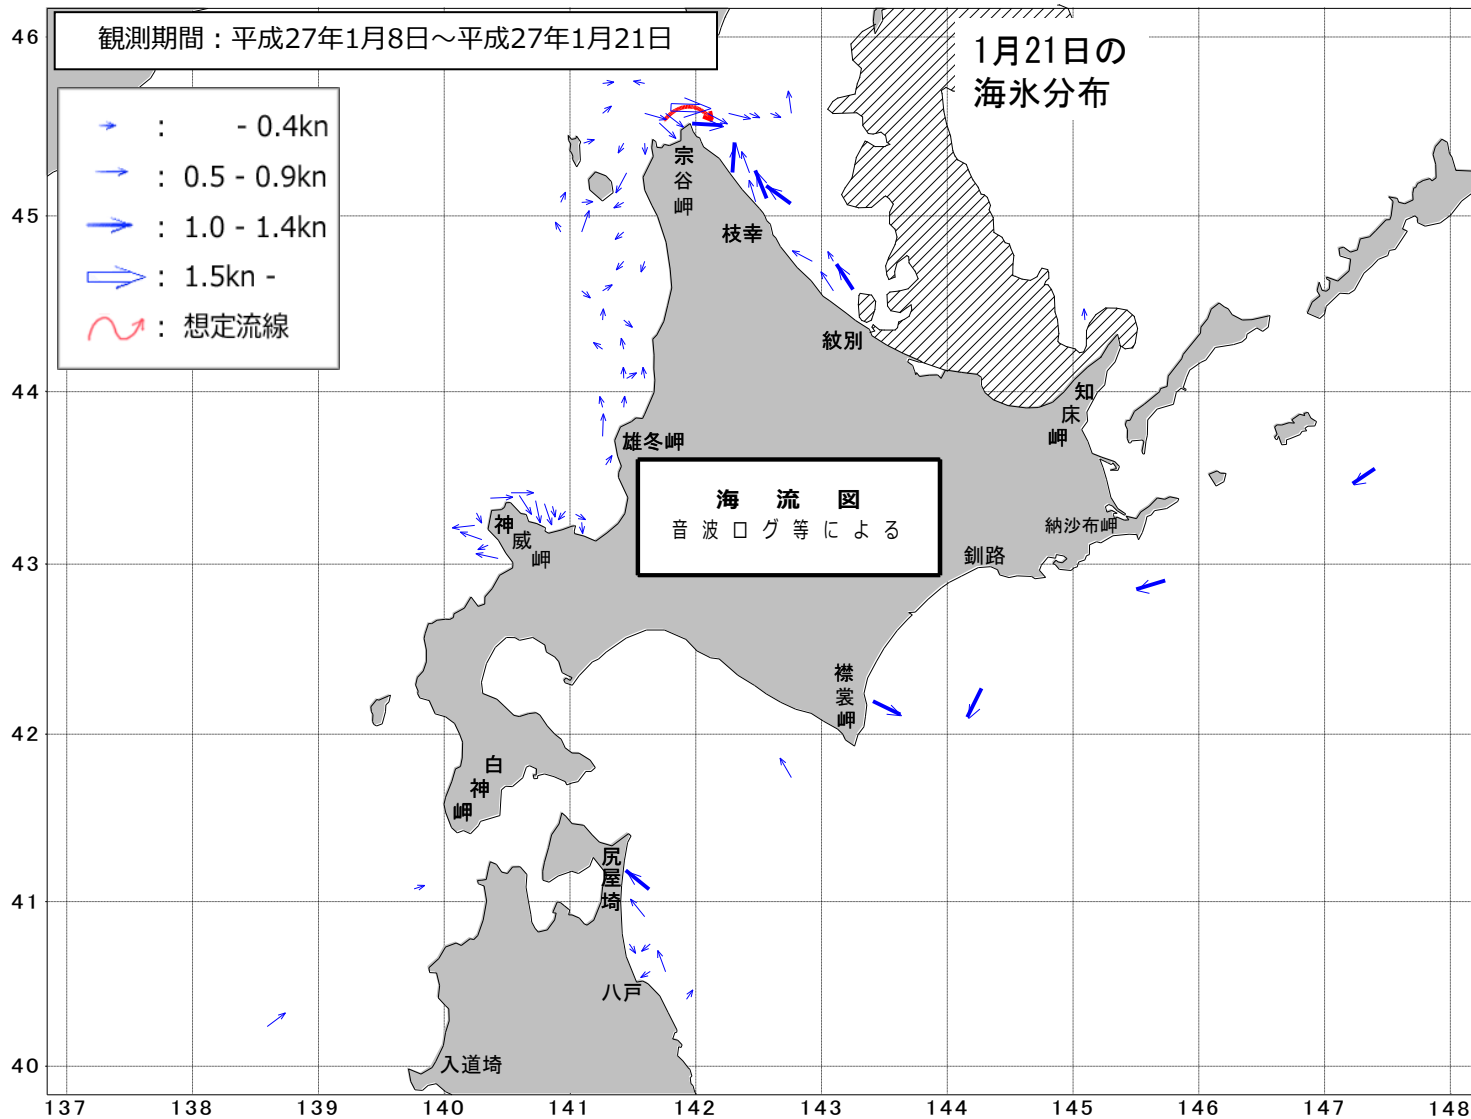 観測期間：平成27年1月8日～平成27年1月21日
1月21日の
海氷分布
： - 0.4kn
： 0.5 - 0.9kn
： 1.0 - 1.4kn
： 1.5kn -
： 想定流線
宗谷岬
枝幸
紋別
知床岬
雄冬岬
海 流 図
音 波 ロ グ 等 に よ る
神威岬
納沙布岬
釧路
襟裳岬
白神岬
尻屋埼
八戸
入道埼
46
45
44
43
42
41
40
137 138 139 140 141 142 143 144 145 146 147 148